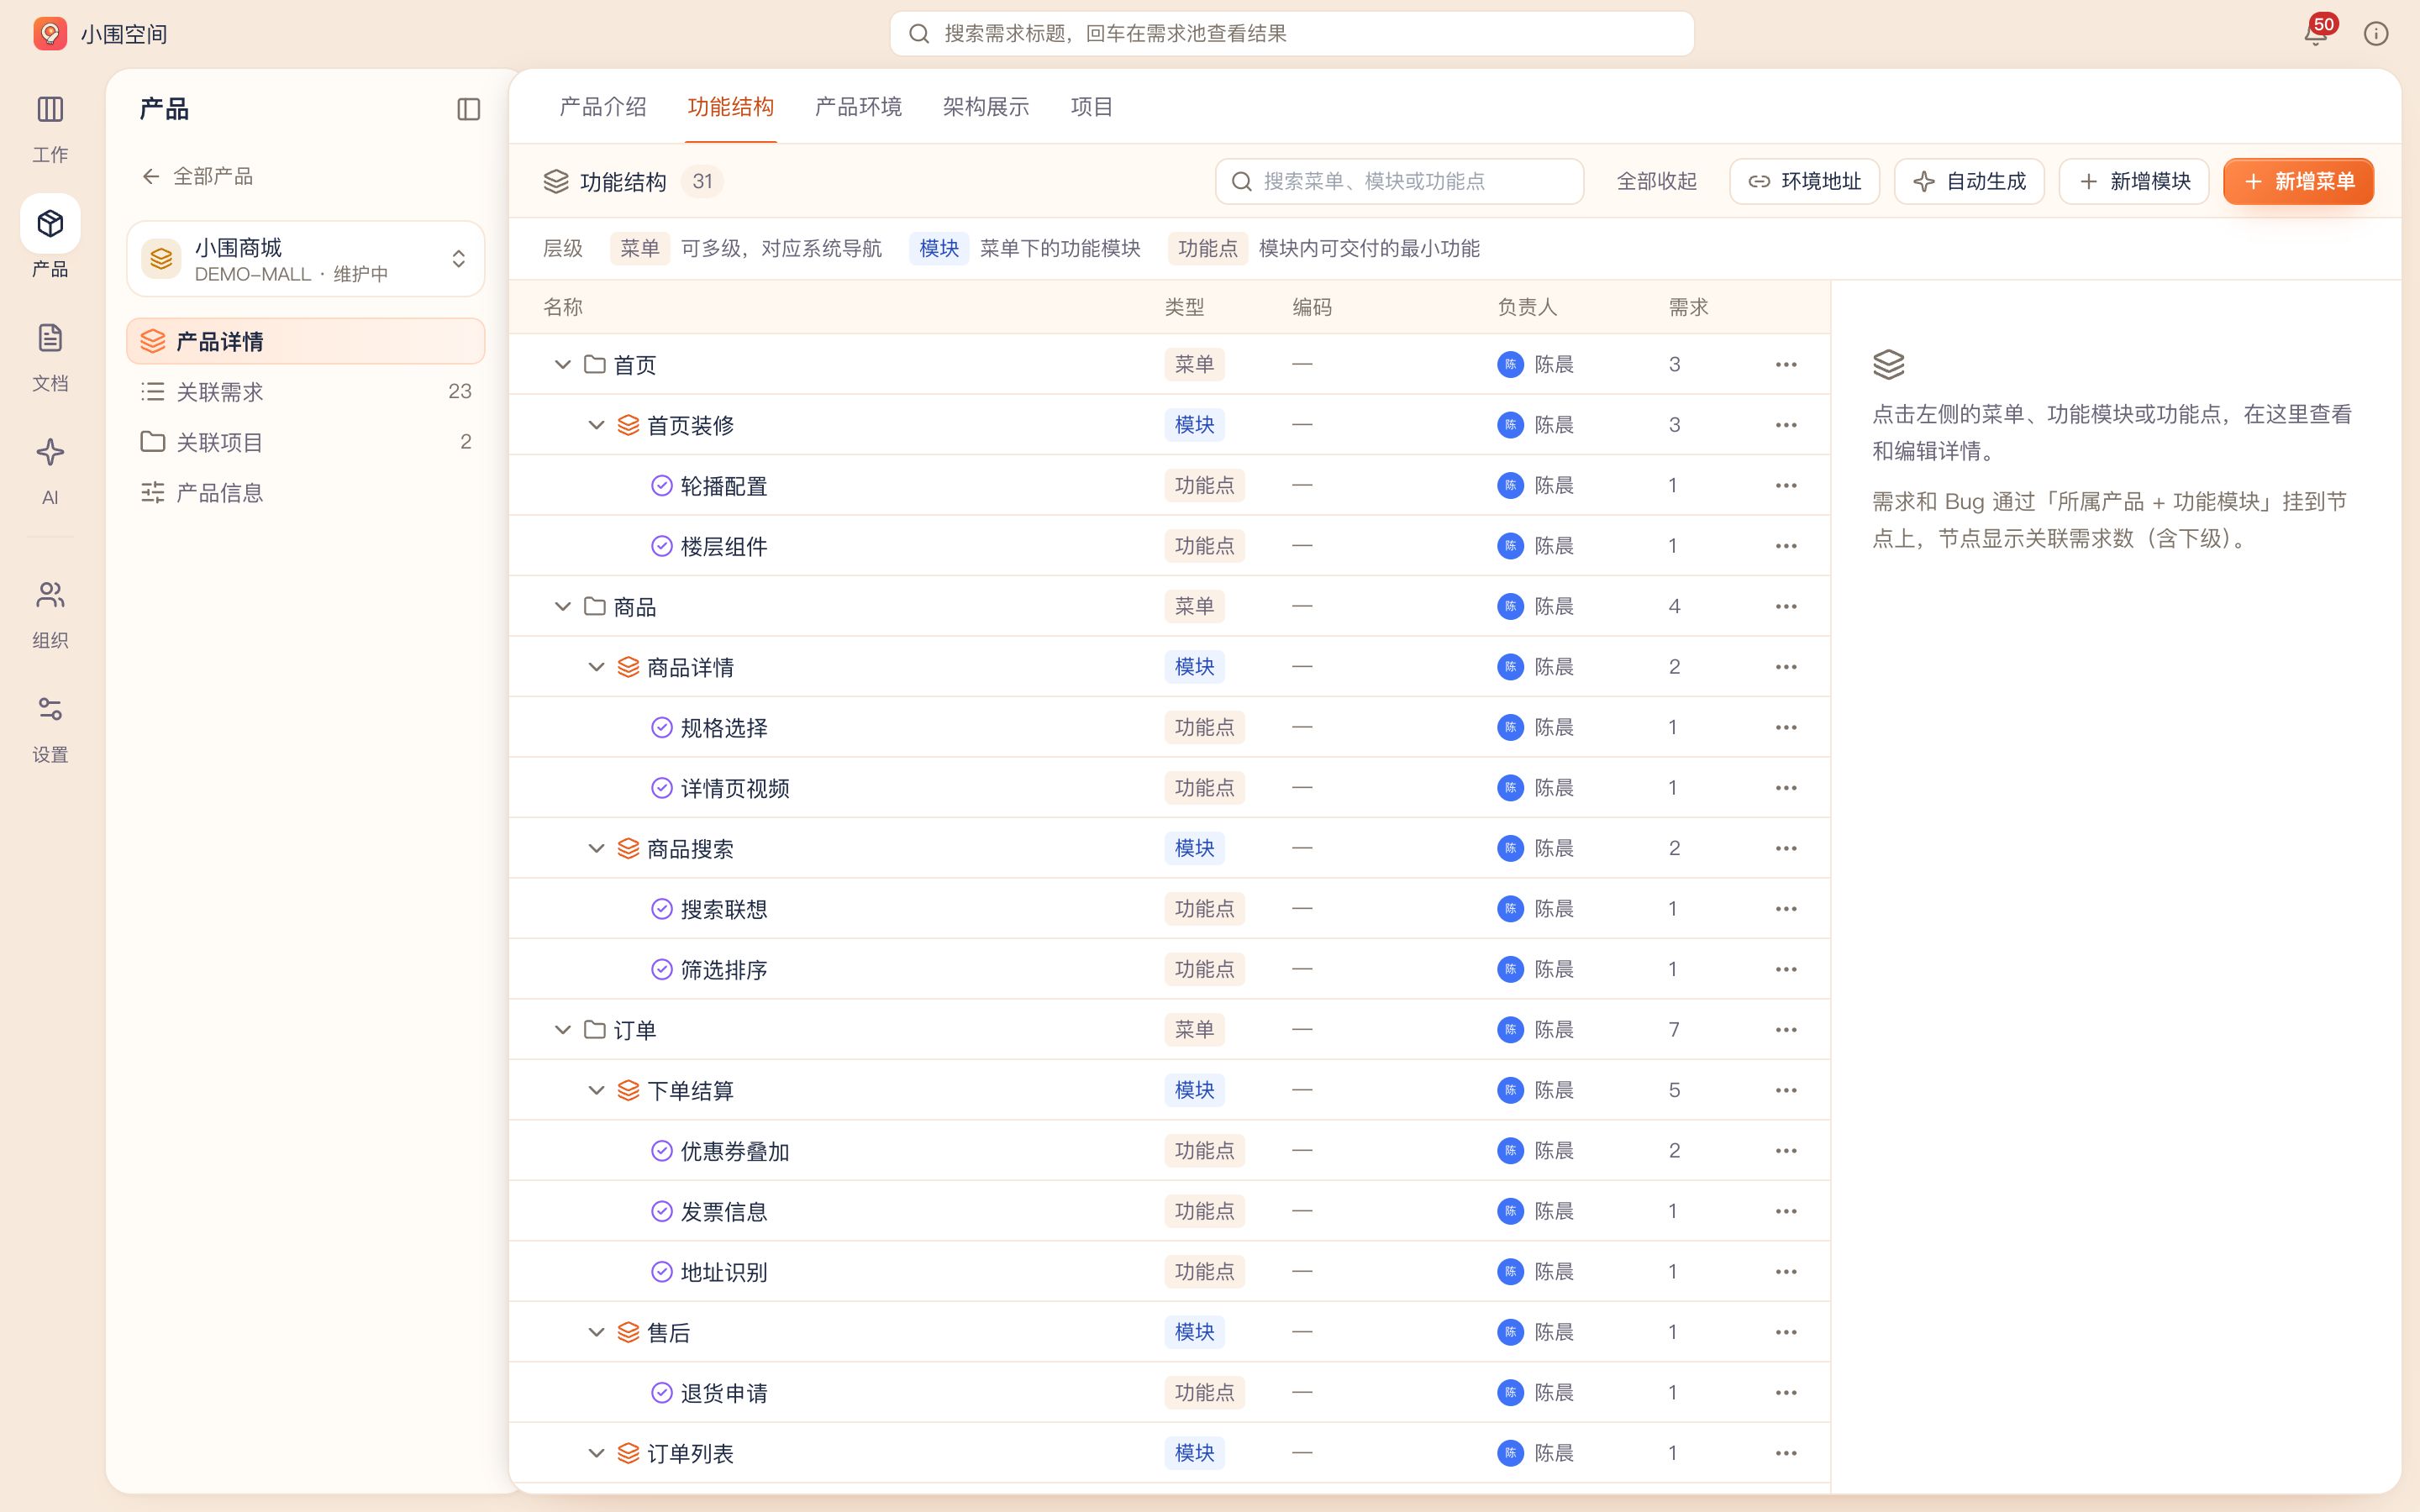 小围空间
搜索需求标题，回车在需求池查看结果
50
工作
产品
文档
AI
组织
设置
产品
全部产品
小围商城
DEMO-MALL · 维护中
产品详情
关联需求 23
关联项目 2
产品信息
产品介绍 功能结构 产品环境 架构展示 项目
功能结构 31 搜索菜单、模块或功能点 全部收起 环境地址 自动生成 新增模块 新增菜单
层级 菜单 可多级，对应系统导航 模块 菜单下的功能模块 功能点 模块内可交付的最小功能
名称 类型 编码 负责人 需求
首页 菜单 — 陈 陈晨 3
首页装修 模块 — 陈 陈晨 3
轮播配置 功能点 — 陈 陈晨 1
楼层组件 功能点 — 陈 陈晨 1
商品 菜单 — 陈 陈晨 4
商品详情 模块 — 陈 陈晨 2
规格选择 功能点 — 陈 陈晨 1
详情页视频 功能点 — 陈 陈晨 1
商品搜索 模块 — 陈 陈晨 2
搜索联想 功能点 — 陈 陈晨 1
筛选排序 功能点 — 陈 陈晨 1
订单 菜单 — 陈 陈晨 7
下单结算 模块 — 陈 陈晨 5
优惠券叠加 功能点 — 陈 陈晨 2
发票信息 功能点 — 陈 陈晨 1
地址识别 功能点 — 陈 陈晨 1
售后 模块 — 陈 陈晨 1
退货申请 功能点 — 陈 陈晨 1
订单列表 模块 — 陈 陈晨 1
点击左侧的菜单、功能模块或功能点，在这里查看
和编辑详情。
需求和 Bug 通过「所属产品 + 功能模块」挂到节
点上，节点显示关联需求数（含下级）。